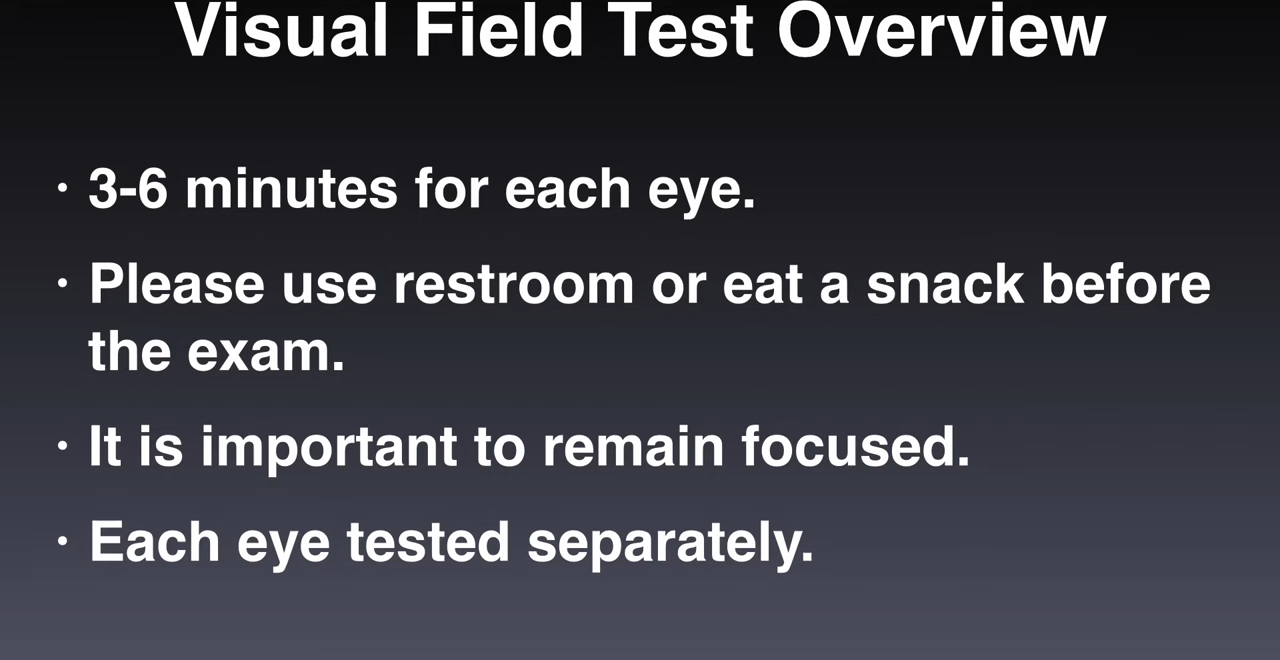 Visual Field Test Overview
· 3-6 minutes for each eye.
· Please use restroom or eat a snack before
the exam.
· It is important to remain focused.
· Each eye tested separately.